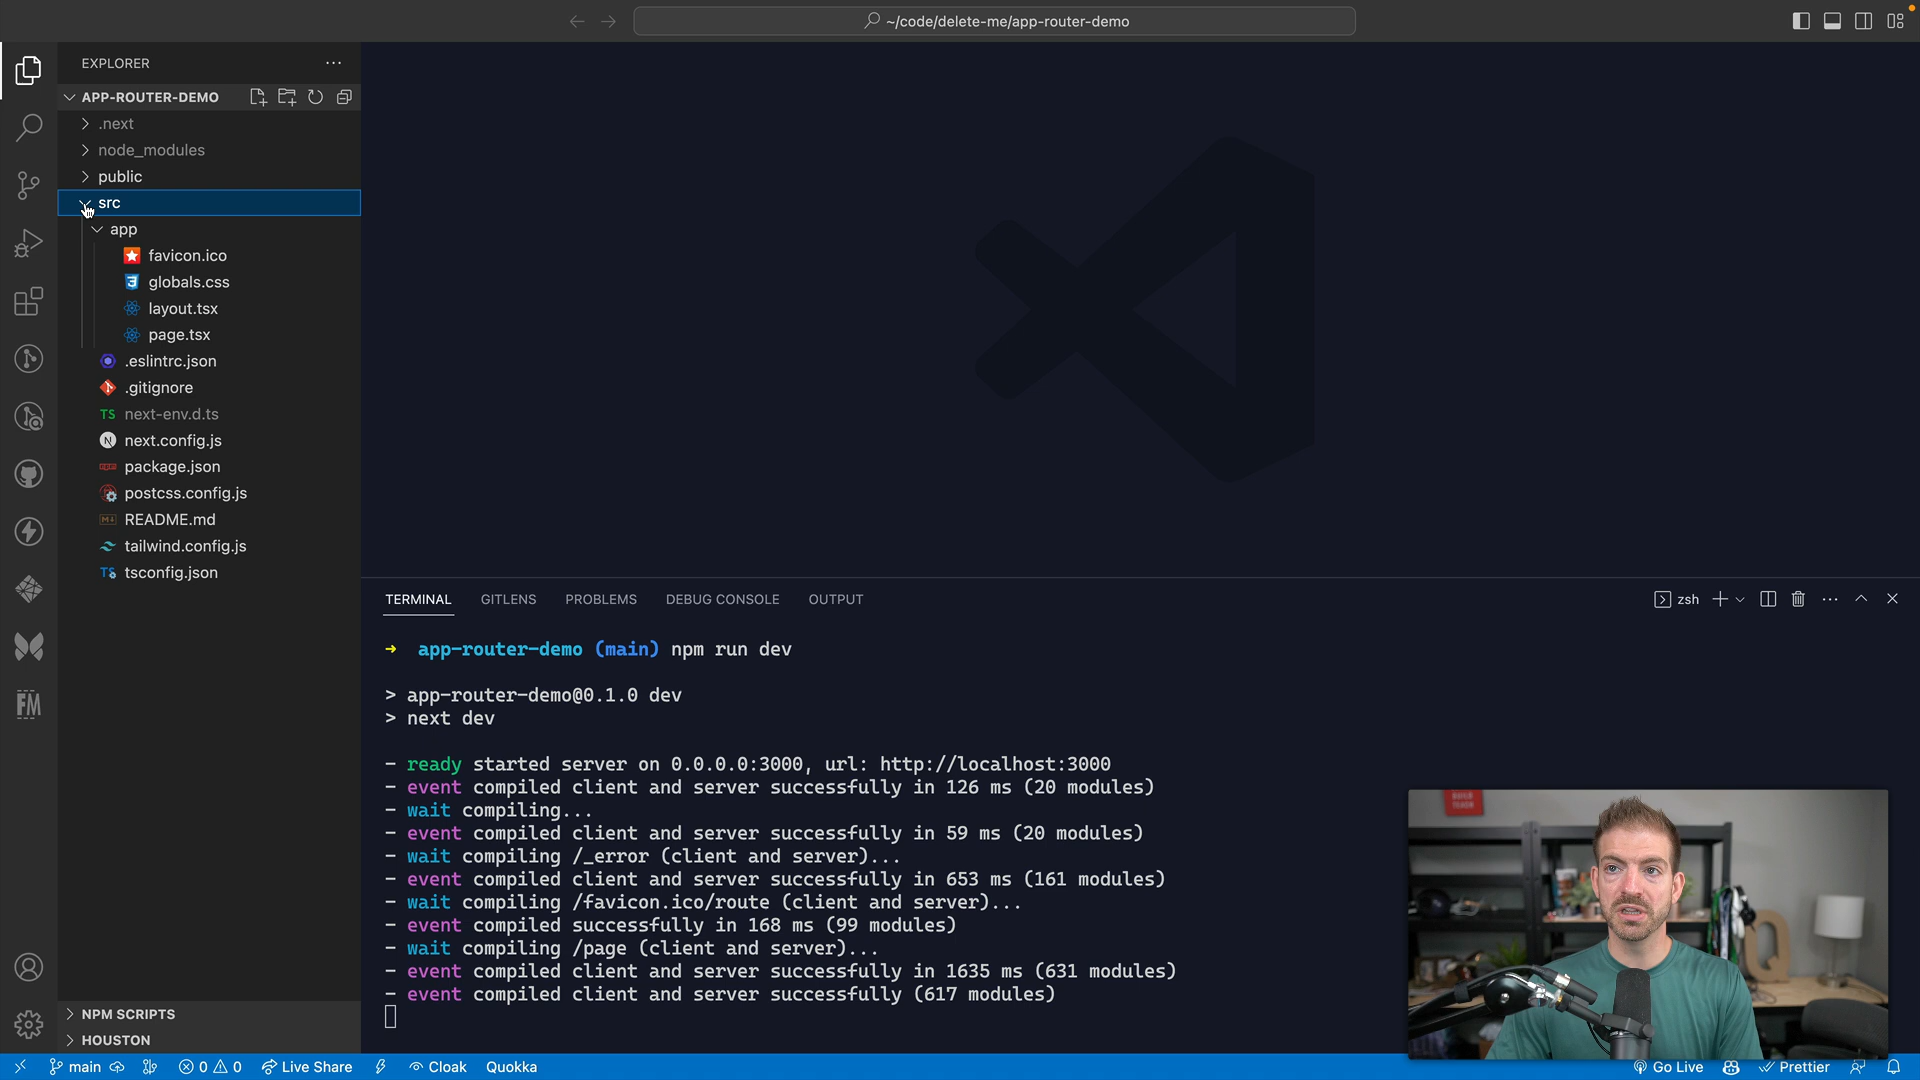 ~/code/delete-me/app-router-demo
EXPLORER
APP-ROUTER-DEMO
.next
node_modules
public
src
app
favicon.ico
globals.css
layout.tsx
page.tsx
.eslintrc.json
.gitignore
TS next-env.d.ts
N next.config.js
package.json
postcss.config.js
README.md
tailwind.config.js
TS tsconfig.json
NPM SCRIPTS
HOUSTON
FM
TERMINAL GITLENS PROBLEMS DEBUG CONSOLE OUTPUT
zsh
→ app-router-demo (main) npm run dev
> app-router-demo@0.1.0 dev
> next dev
- ready started server on 0.0.0.0:3000, url: http://localhost:3000
- event compiled client and server successfully in 126 ms (20 modules)
- wait compiling...
- event compiled client and server successfully in 59 ms (20 modules)
- wait compiling /_error (client and server)...
- event compiled client and server successfully in 653 ms (161 modules)
- wait compiling /favicon.ico/route (client and server)...
- event compiled successfully in 168 ms (99 modules)
- wait compiling /page (client and server)...
- event compiled client and server successfully in 1635 ms (631 modules)
- event compiled client and server successfully (617 modules)
main 0 0 Live Share Cloak Quokka Go Live Prettier